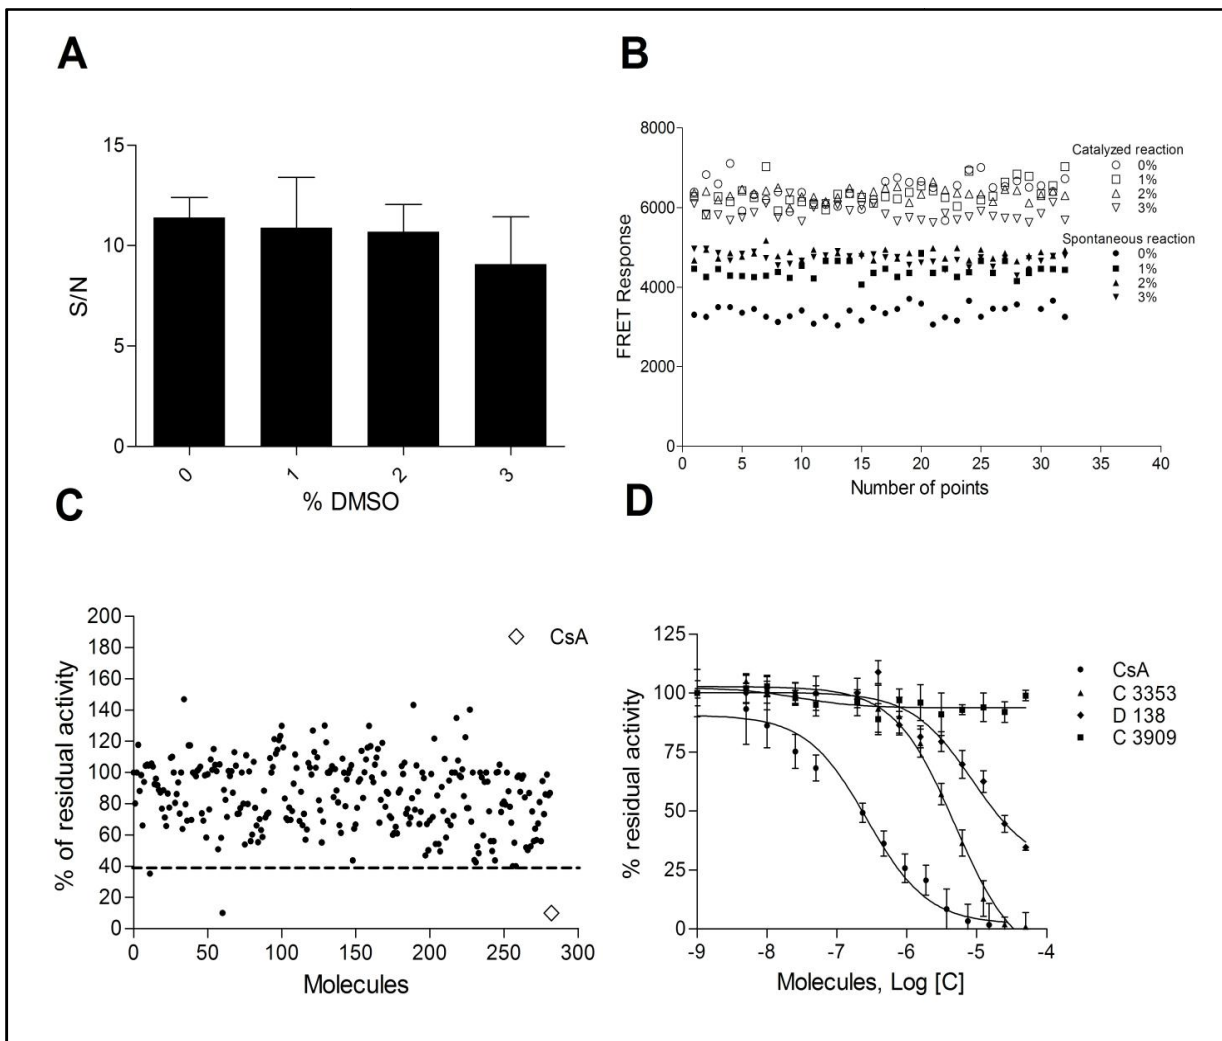 A
15
10
5
0
S/N
0 1 2 3
% DMSO
B
8000
6000
4000
2000
0
FRET Response
0 5 10 15 20 25 30 35 40
Number of points
Catalyzed reaction
0%
1%
2%
3%
Spontaneous reaction
0%
1%
2%
3%
C
200
180
160
140
120
100
80
60
40
20
0
% of residual activity
0 50 100 150 200 250 300
Molecules
CsA
D
125
100
75
50
25
0
% residual activity
-9 -8 -7 -6 -5 -4
Molecules, Log [C]
CsA
C 3353
D 138
C 3909